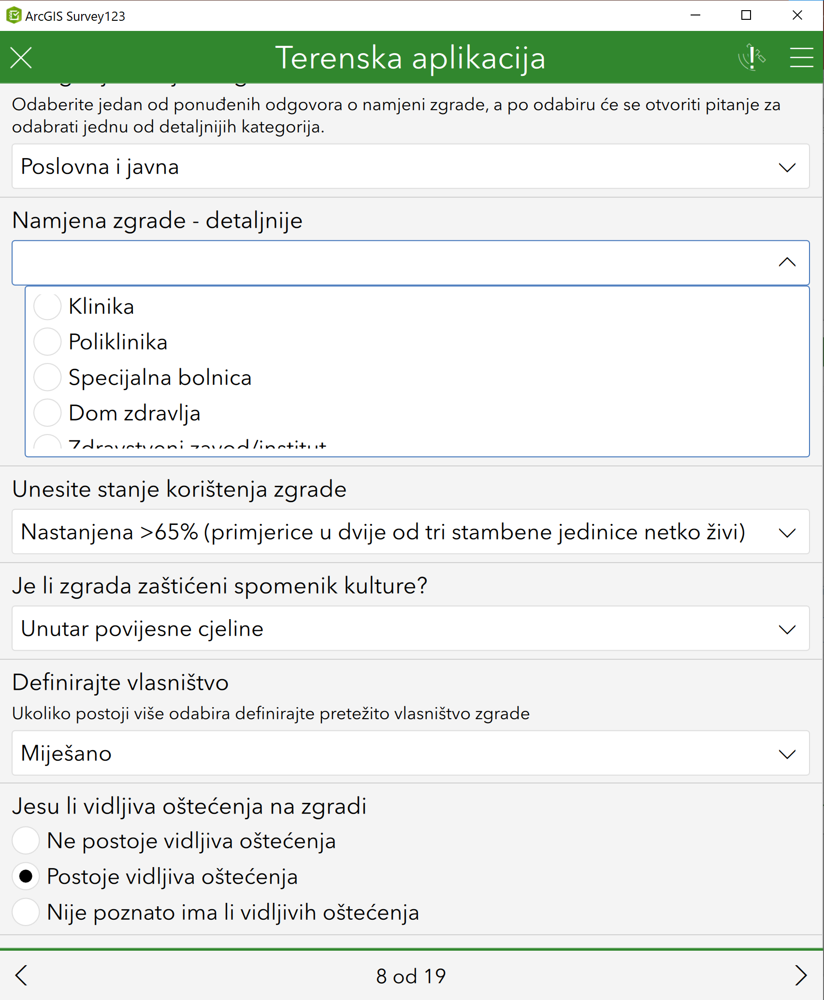 ArcGIS Survey123
Terenska aplikacija
Odaberite jedan od ponuđenih odgovora o namjeni zgrade, a po odabiru će se otvoriti pitanje za
odabrati jednu od detaljnijih kategorija.
Poslovna i javna
Namjena zgrade - detaljnije
Klinika
Poliklinika
Specijalna bolnica
Dom zdravlja
Zdravstveni zavod/institut
Unesite stanje korištenja zgrade
Nastanjena >65% (primjerice u dvije od tri stambene jedinice netko živi)
Je li zgrada zaštićeni spomenik kulture?
Unutar povijesne cjeline
Definirajte vlasništvo
Ukoliko postoji više odabira definirajte pretežito vlasništvo zgrade
Miješano
Jesu li vidljiva oštećenja na zgradi
Ne postoje vidljiva oštećenja
Postoje vidljiva oštećenja
Nije poznato ima li vidljivih oštećenja
8 od 19